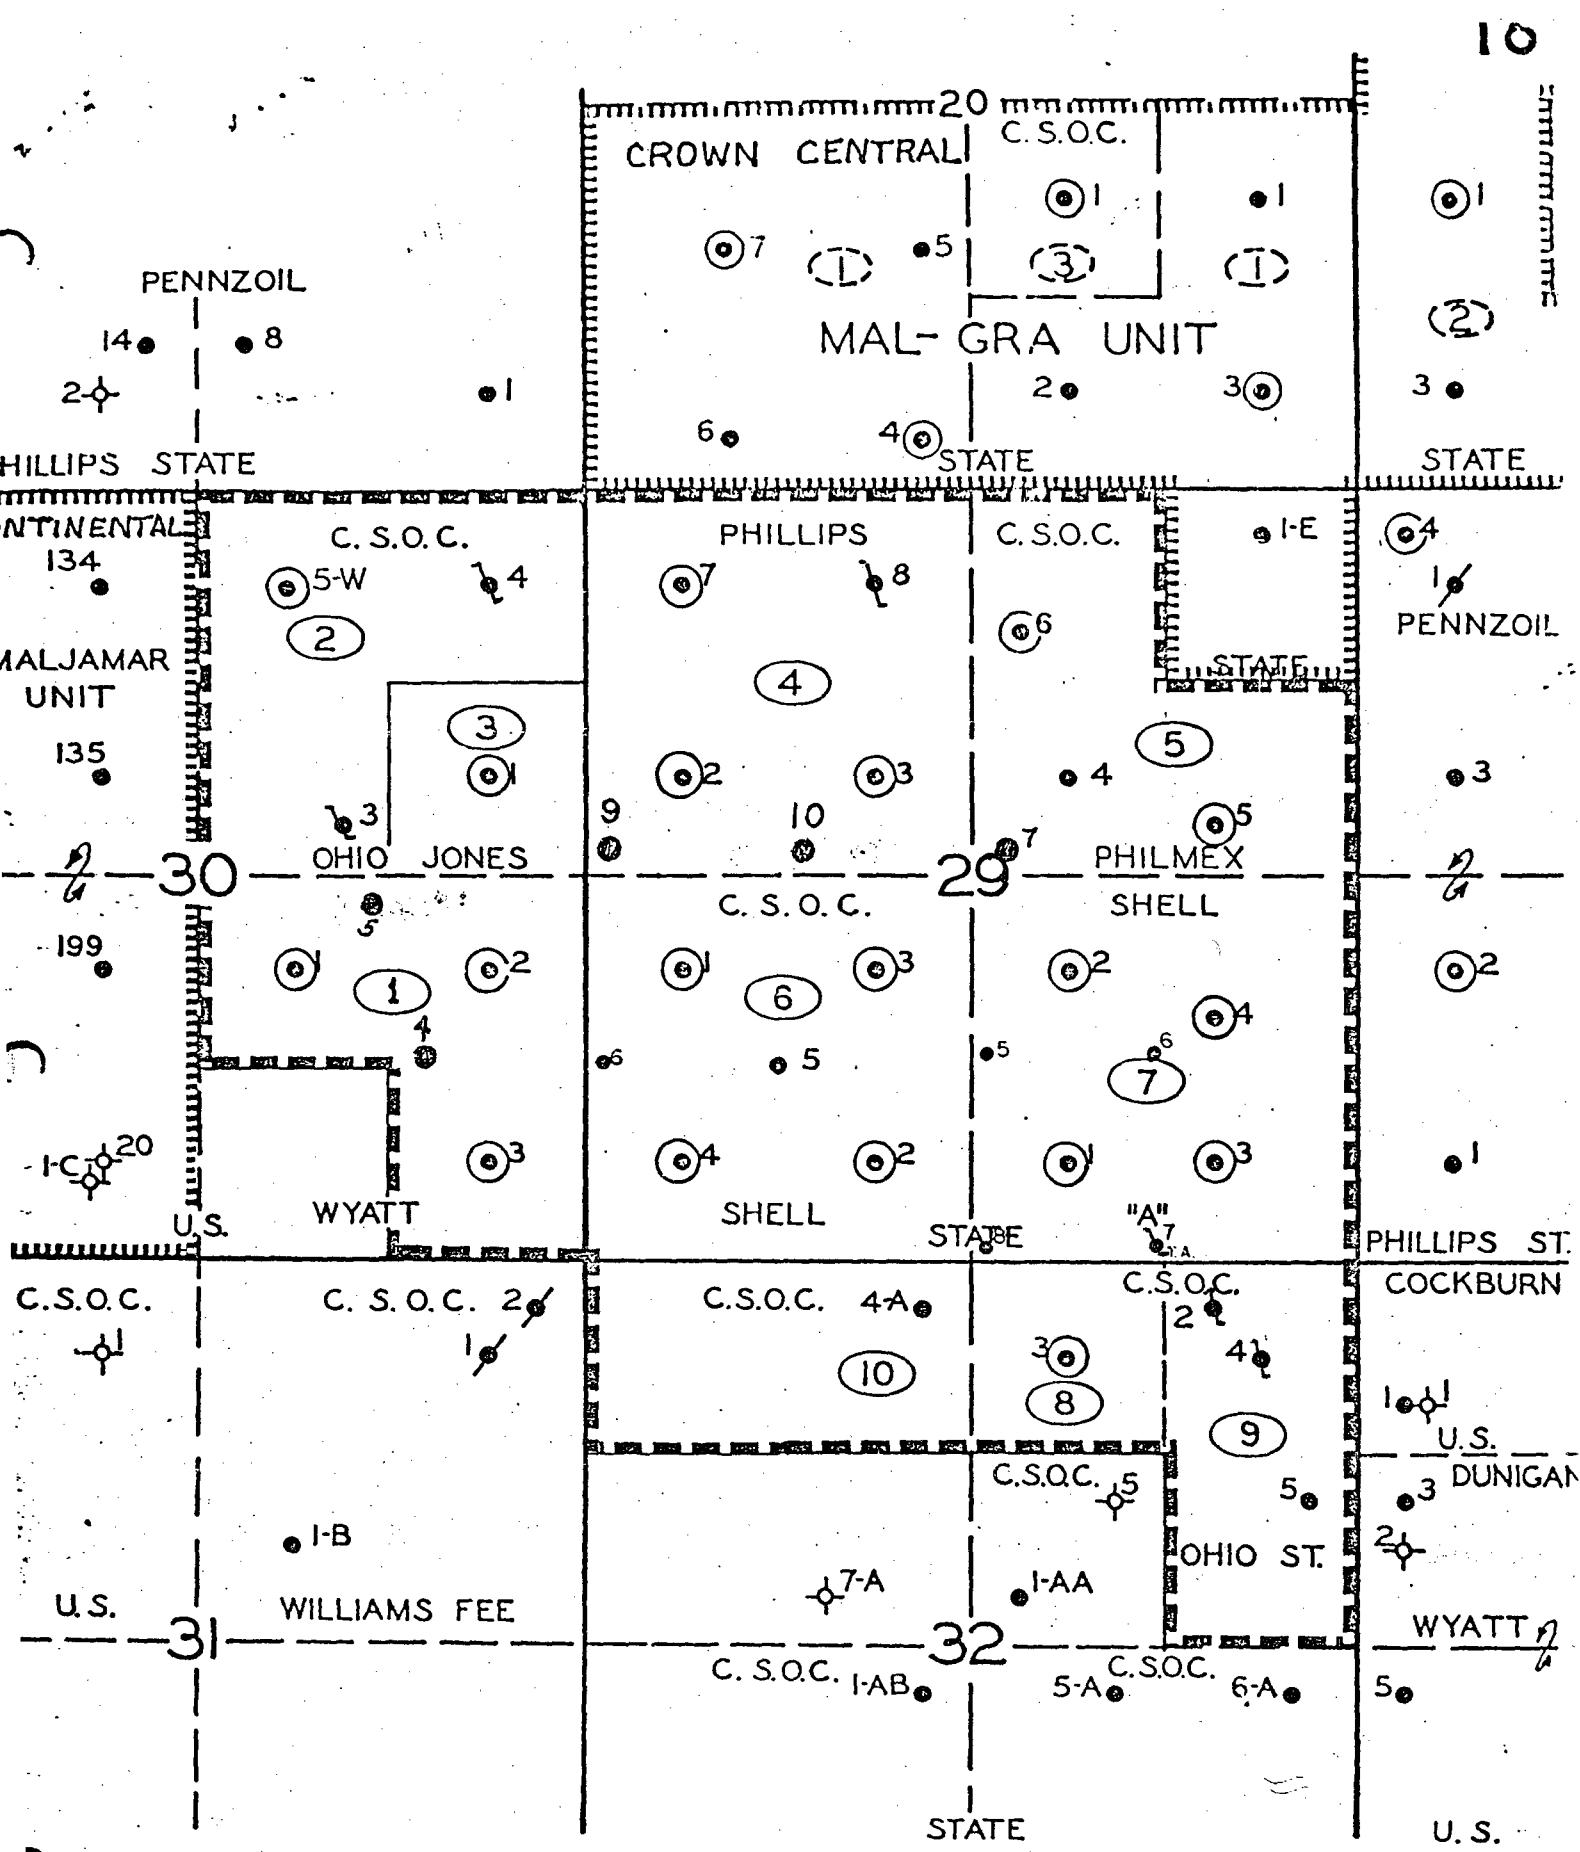 10
20
C.S.O.C.
CROWN CENTRAL
1 1 1
7 1 5 3 1
PENNZOIL
2
MAL-GRA UNIT
14 8
2 1
2 3 3
6 4
HILLIPS STATE STATE STATE
ONTINENTAL C.S.O.C. PHILLIPS C.S.O.C. 1-E 4
134
5-W 4 7 8 1
2 6 PENNZOIL
MALJAMAR
UNIT
STATE
4
3 5
135
1 2 3 4 3
3 9 10 7 5
OHIO JONES PHILMEX
30 29
C.S.O.C. SHELL
5
199
1 2 1 3 2 2
1 6 4
4
6 5 5 6
7
20
1-C 3 4 2 1 3 1
U.S. WYATT SHELL STATE "A"
8 7 T.A. PHILLIPS ST.
C.S.O.C. C.S.O.C. 2 C.S.O.C. 4-A C.S.O.C. COCKBURN
2
1 1 3 4
10 8 1 1
9 U.S.
C.S.O.C. 5 DUNIGAN
5 3
1-B 2
OHIO ST.
7-A 1-AA
U.S. WILLIAMS FEE WYATT
31 32
C.S.O.C. C.S.O.C.
1-AB 5-A 6-A 5
STATE U.S.